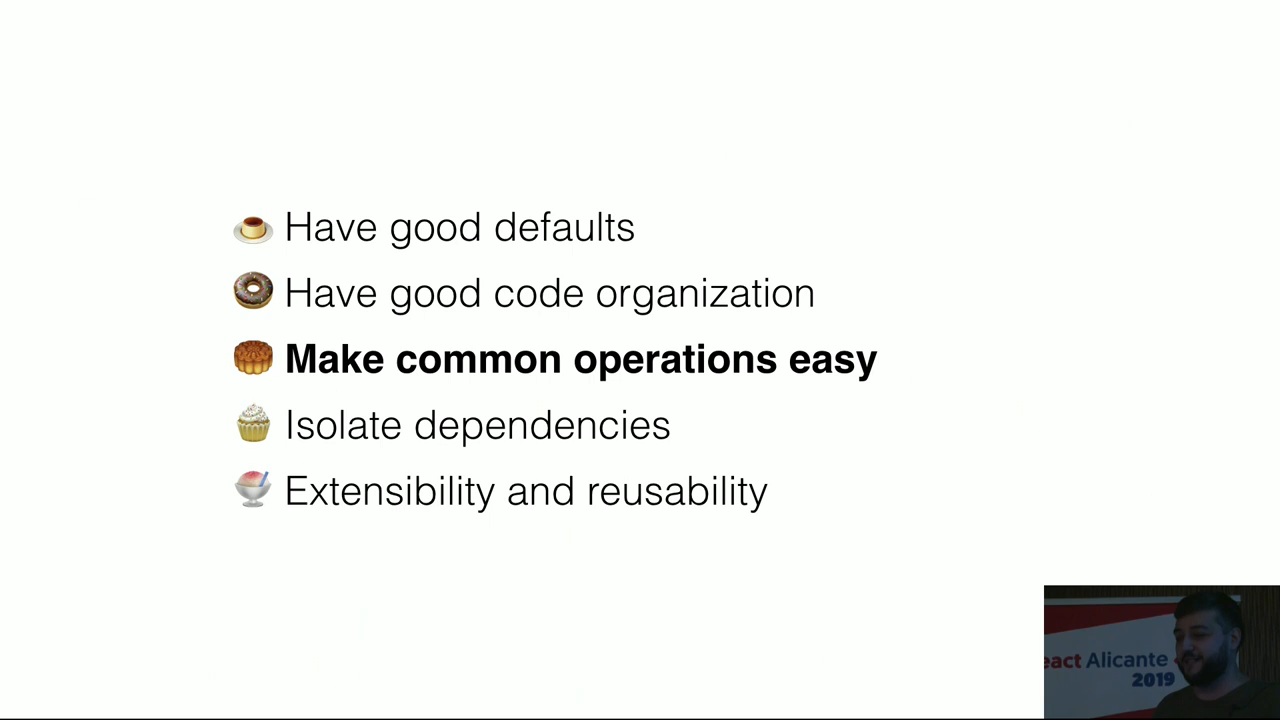 Have good defaults
Have good code organization
Make common operations easy
Isolate dependencies
Extensibility and reusability
eact Alicante
2019